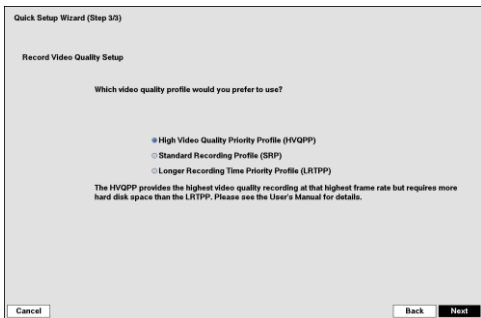 Quick Setup Wizard (Step 3/3)
Record Video Quality Setup
Which video quality profile would you prefer to use?
High Video Quality Priority Profile (HVQPP)
Standard Recording Profile (SRP)
Longer Recording Time Priority Profile (LRTPP)
The HVQPP provides the highest video quality recording at that highest frame rate but requires more
hard disk space than the LRTPP. Please see the User's Manual for details.
Cancel
Back
Next